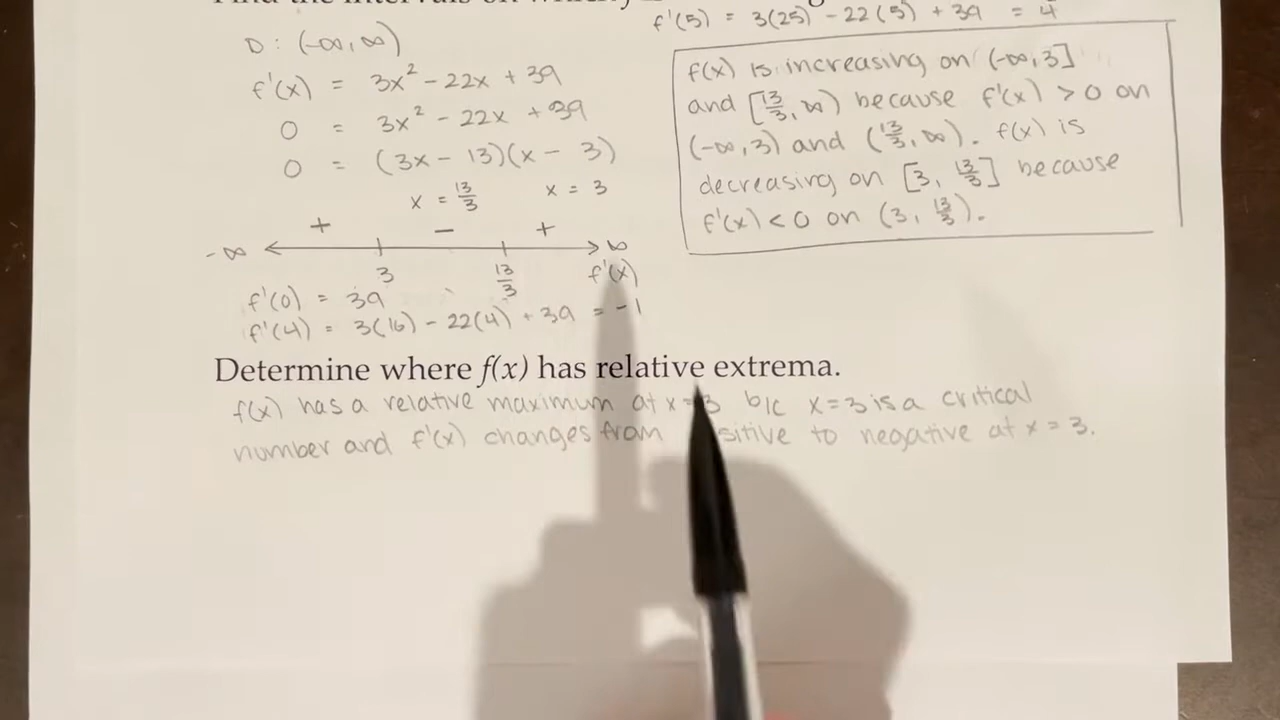 f'(5) = 3(25) - 22(5) + 39 = 4
D: (-∞,∞)
f'(x) = 3x² - 22x + 39
0 = 3x² - 22x + 39
0 = (3x - 13)(x - 3)
x = 13/3 x = 3
+ - +
-∞ ∞
3 13/3 f'(x)
f'(0) = 39
f'(4) = 3(16) - 22(4) + 39 = -1
f(x) is increasing on (-∞,3]
and [13/3, ∞) because f'(x) > 0 on
(-∞,3) and (13/3, ∞). f(x) is
decreasing on [3, 13/3] because
f'(x) < 0 on (3, 13/3).
Determine where f(x) has relative extrema.
f(x) has a relative maximum at x=3 b/c x=3 is a critical
number and f'(x) changes from positive to negative at x = 3.